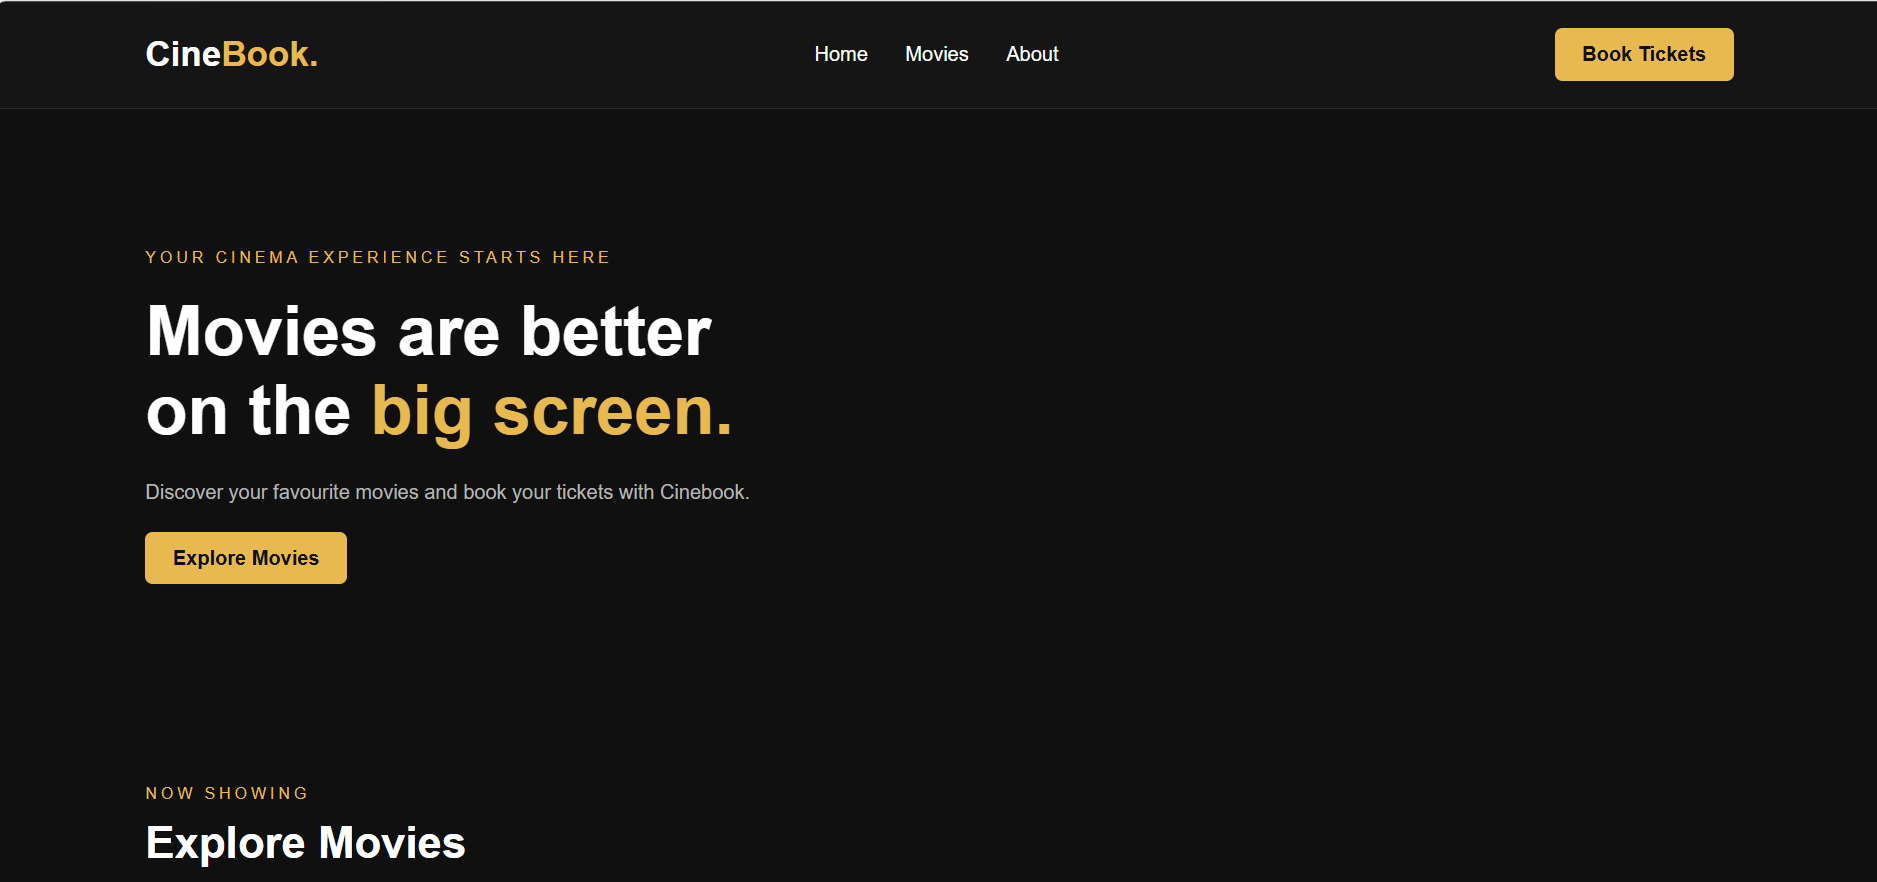 CineBook.
Home
Movies
About
Book Tickets
YOUR CINEMA EXPERIENCE STARTS HERE
Movies are better
on the big screen.
Discover your favourite movies and book your tickets with Cinebook.
Explore Movies
NOW SHOWING
Explore Movies